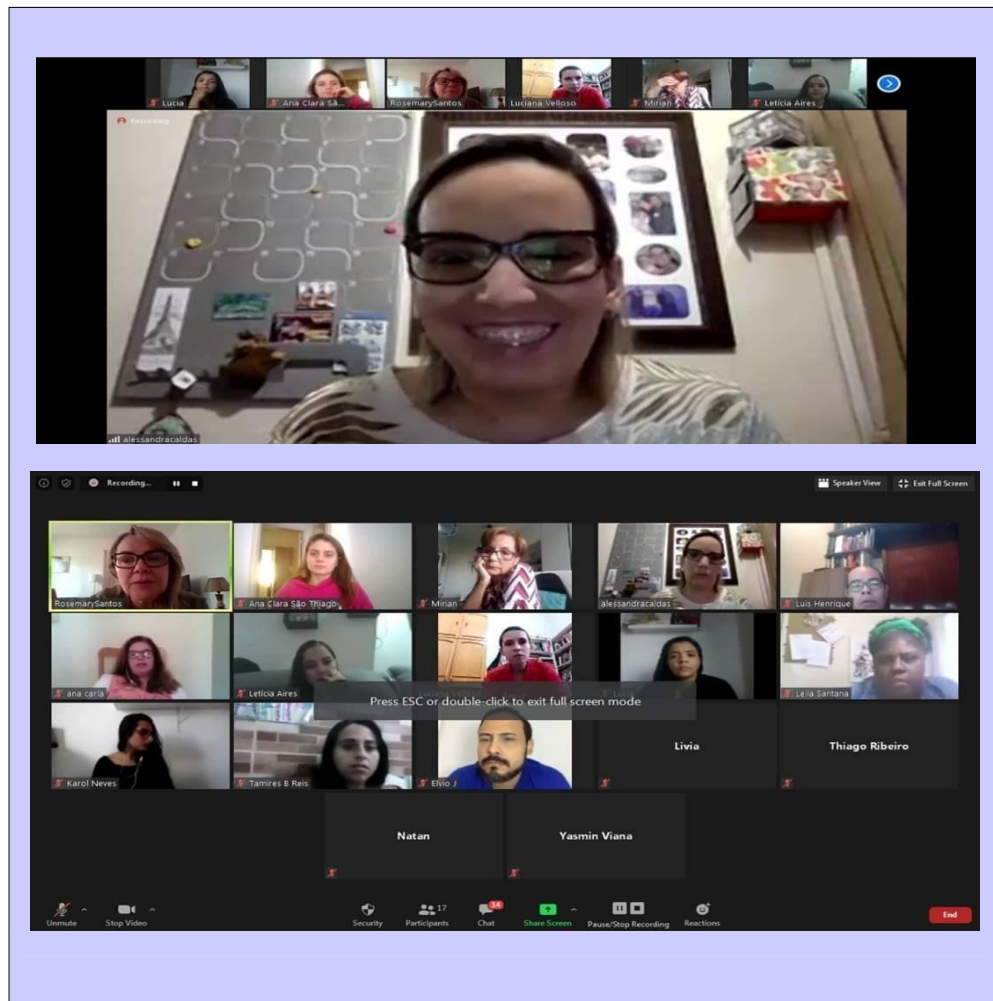 Lucia
Ana Clara Sã...
RosemarySantos
Luciana Velloso
Mirian
Letícia Aires
Recording
alessandracaldas
Recording...
Speaker View
Exit Full Screen
RosemarySantos
Ana Clara São Thiago
Mirian
alessandracaldas
Luis Henrique
ana carla
Letícia Aires
Leila Santana
Press ESC or double-click to exit full screen mode
Karol Neves
Tamires B Reis
Elvio J
Livia
Thiago Ribeiro
Natan
Yasmin Viana
Unmute
Stop Video
Security
Participants
17
Chat
14
Share Screen
Pause/Stop Recording
Reactions
End